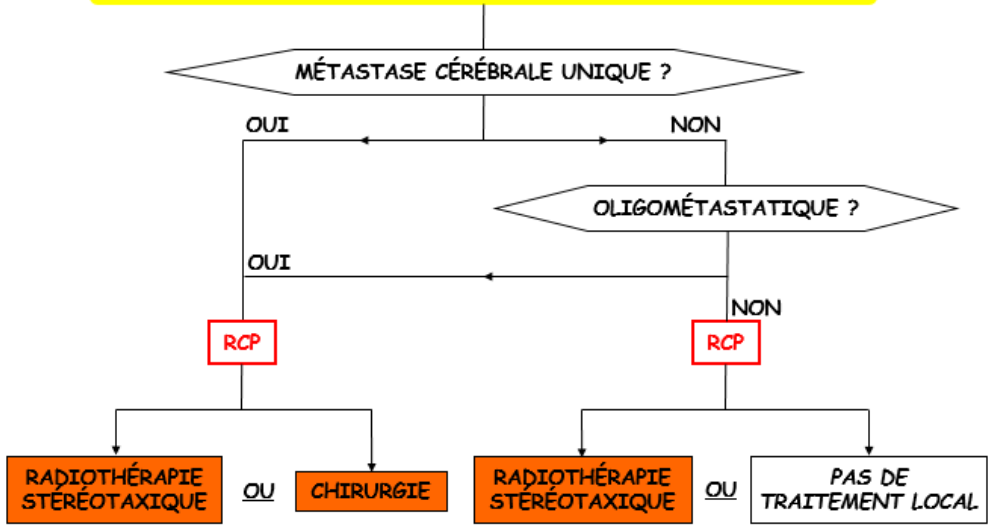 MÉTASTASE CÉRÉBRALE UNIQUE ?
OUI
NON
OLIGOMÉTASTATIQUE ?
OUI
NON
RCP
RCP
RADIOTHÉRAPIE
STÉRÉOTAXIQUE
OU
CHIRURGIE
RADIOTHÉRAPIE
STÉRÉOTAXIQUE
OU
PAS DE
TRAITEMENT LOCAL